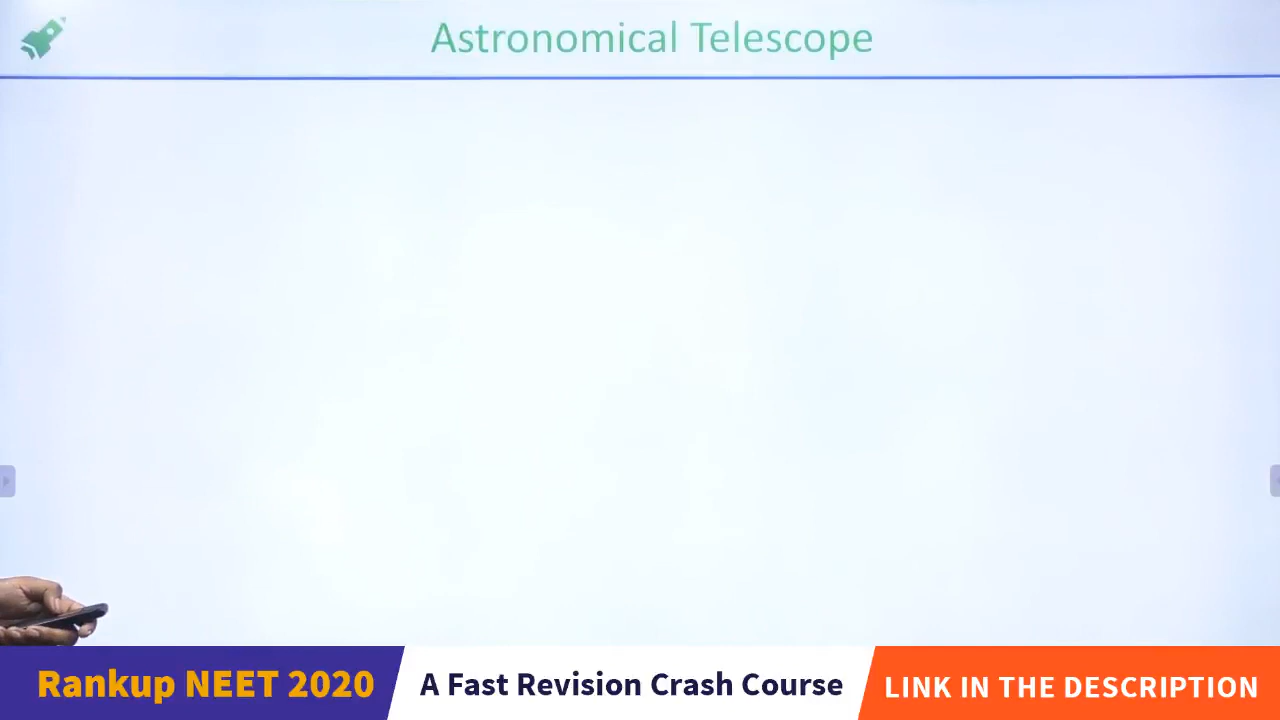 Astronomical Telescope
Rankup NEET 2020
A Fast Revision Crash Course
LINK IN THE DESCRIPTION